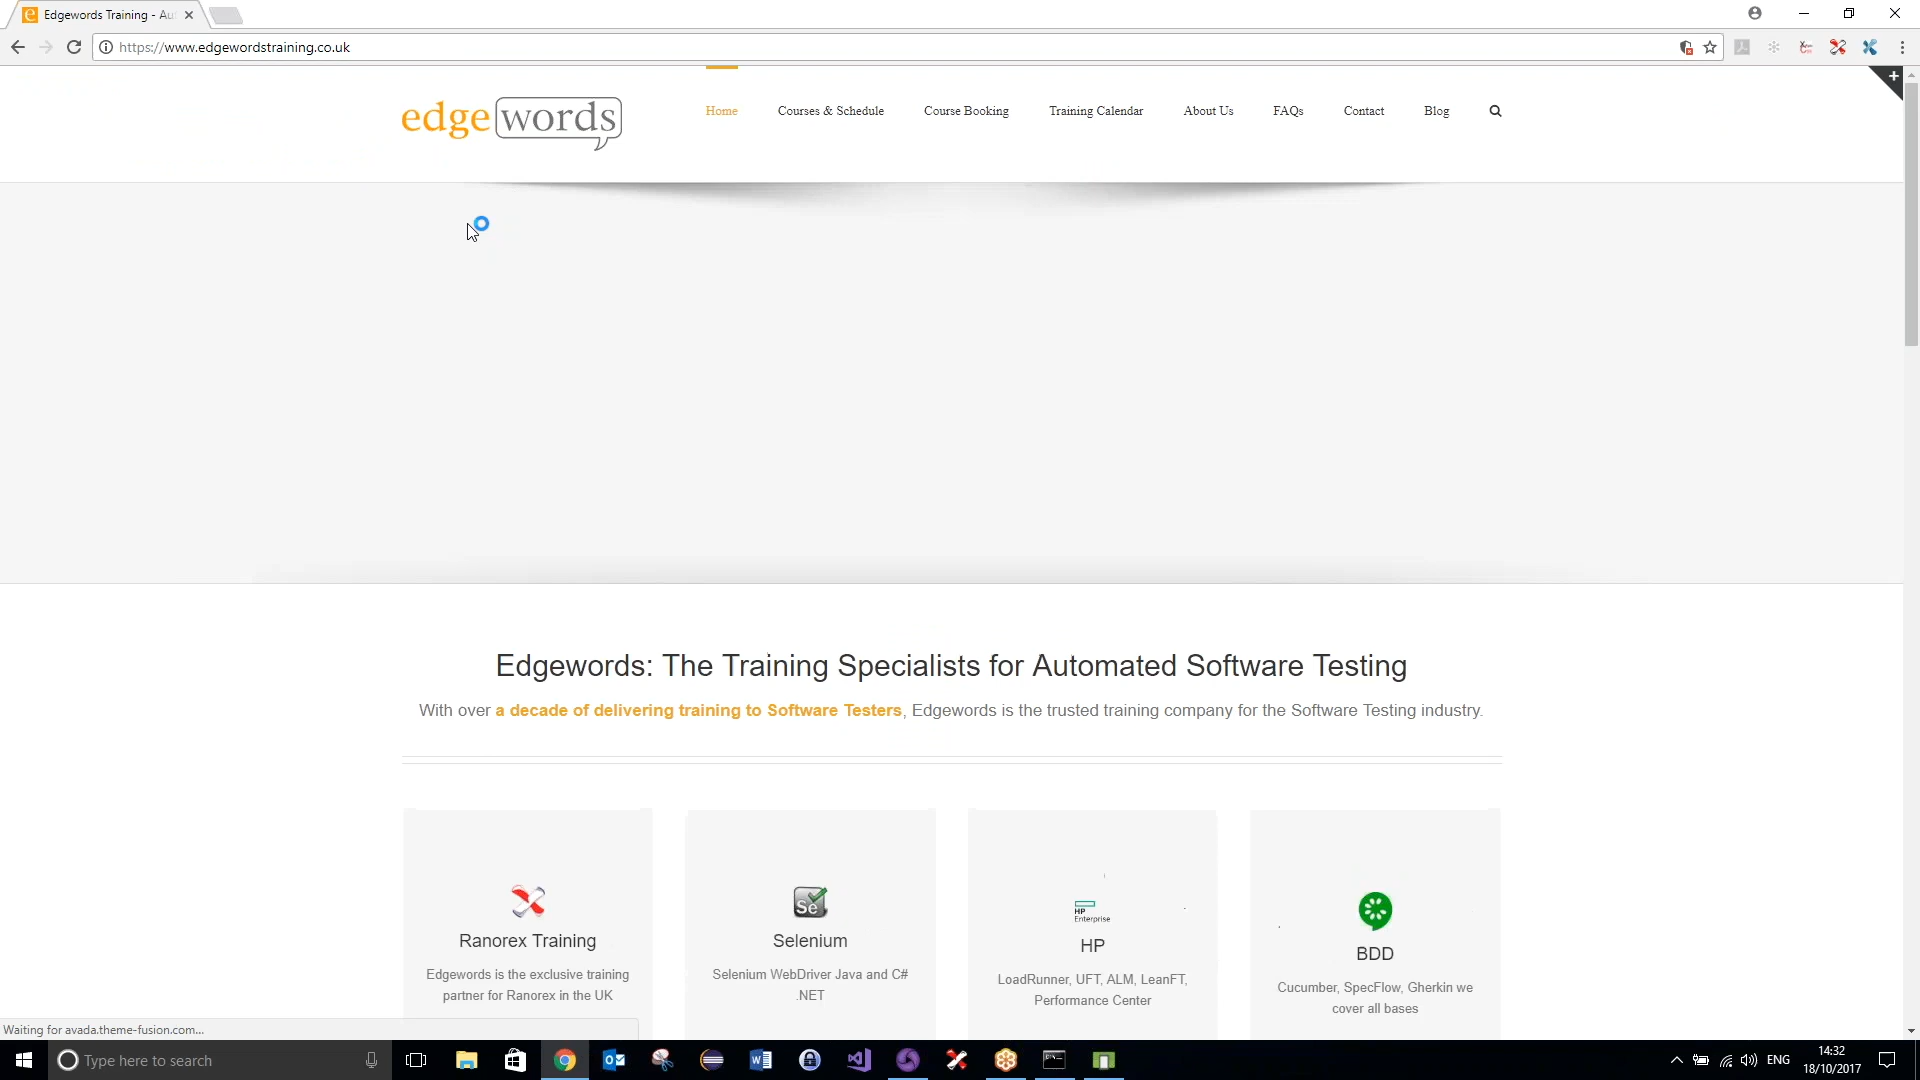 Edgewords Training - Au
https://www.edgewordstraining.co.uk
edgewords
Home
Courses & Schedule
Course Booking
Training Calendar
About Us
FAQs
Contact
Blog
Edgewords: The Training Specialists for Automated Software Testing
With over a decade of delivering training to Software Testers, Edgewords is the trusted training company for the Software Testing industry.
Ranorex Training
Edgewords is the exclusive training
partner for Ranorex in the UK
Se
Selenium
Selenium WebDriver Java and C#
.NET
HP
Enterprise
HP
LoadRunner, UFT, ALM, LeanFT,
Performance Center
BDD
Cucumber, SpecFlow, Gherkin we
cover all bases
Waiting for avada.theme-fusion.com...
Type here to search
ENG
14:32
18/10/2017